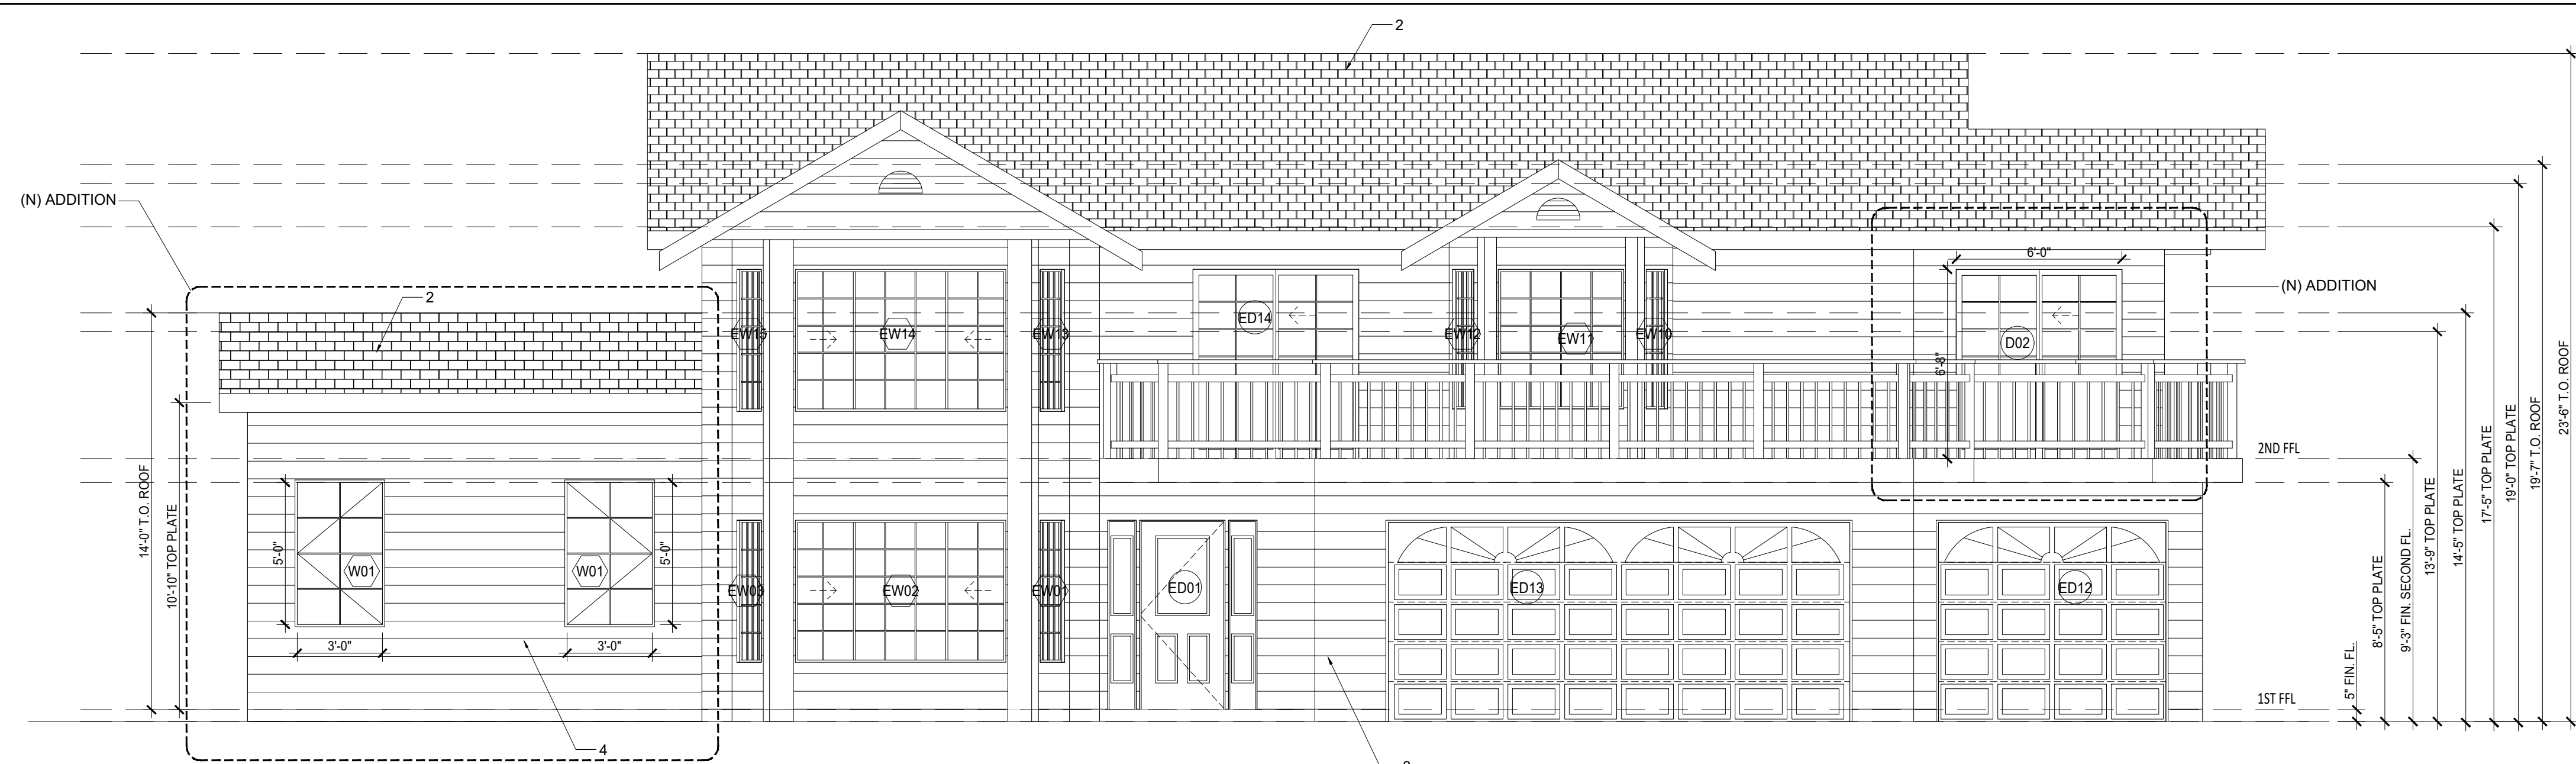 2
(N) ADDITION
2
6'-0"
(N) ADDITION
EW15
EW14
EW13
ED14
EW12
EW11
EW10
D02
6'-8"
2ND FFL
14'-0" T.O. ROOF
10'-10" TOP PLATE
5'-0"
W01
W01
5'-0"
3'-0"
3'-0"
EW03
EW02
EW01
ED01
ED13
ED12
1ST FFL
5" FIN. FL.
8'-5" TOP PLATE
9'-3" FIN. SECOND FL.
13'-9" TOP PLATE
14'-5" TOP PLATE
17'-5" TOP PLATE
19'-0" TOP PLATE
19'-7" T.O. ROOF
23'-6" T.O. ROOF
4